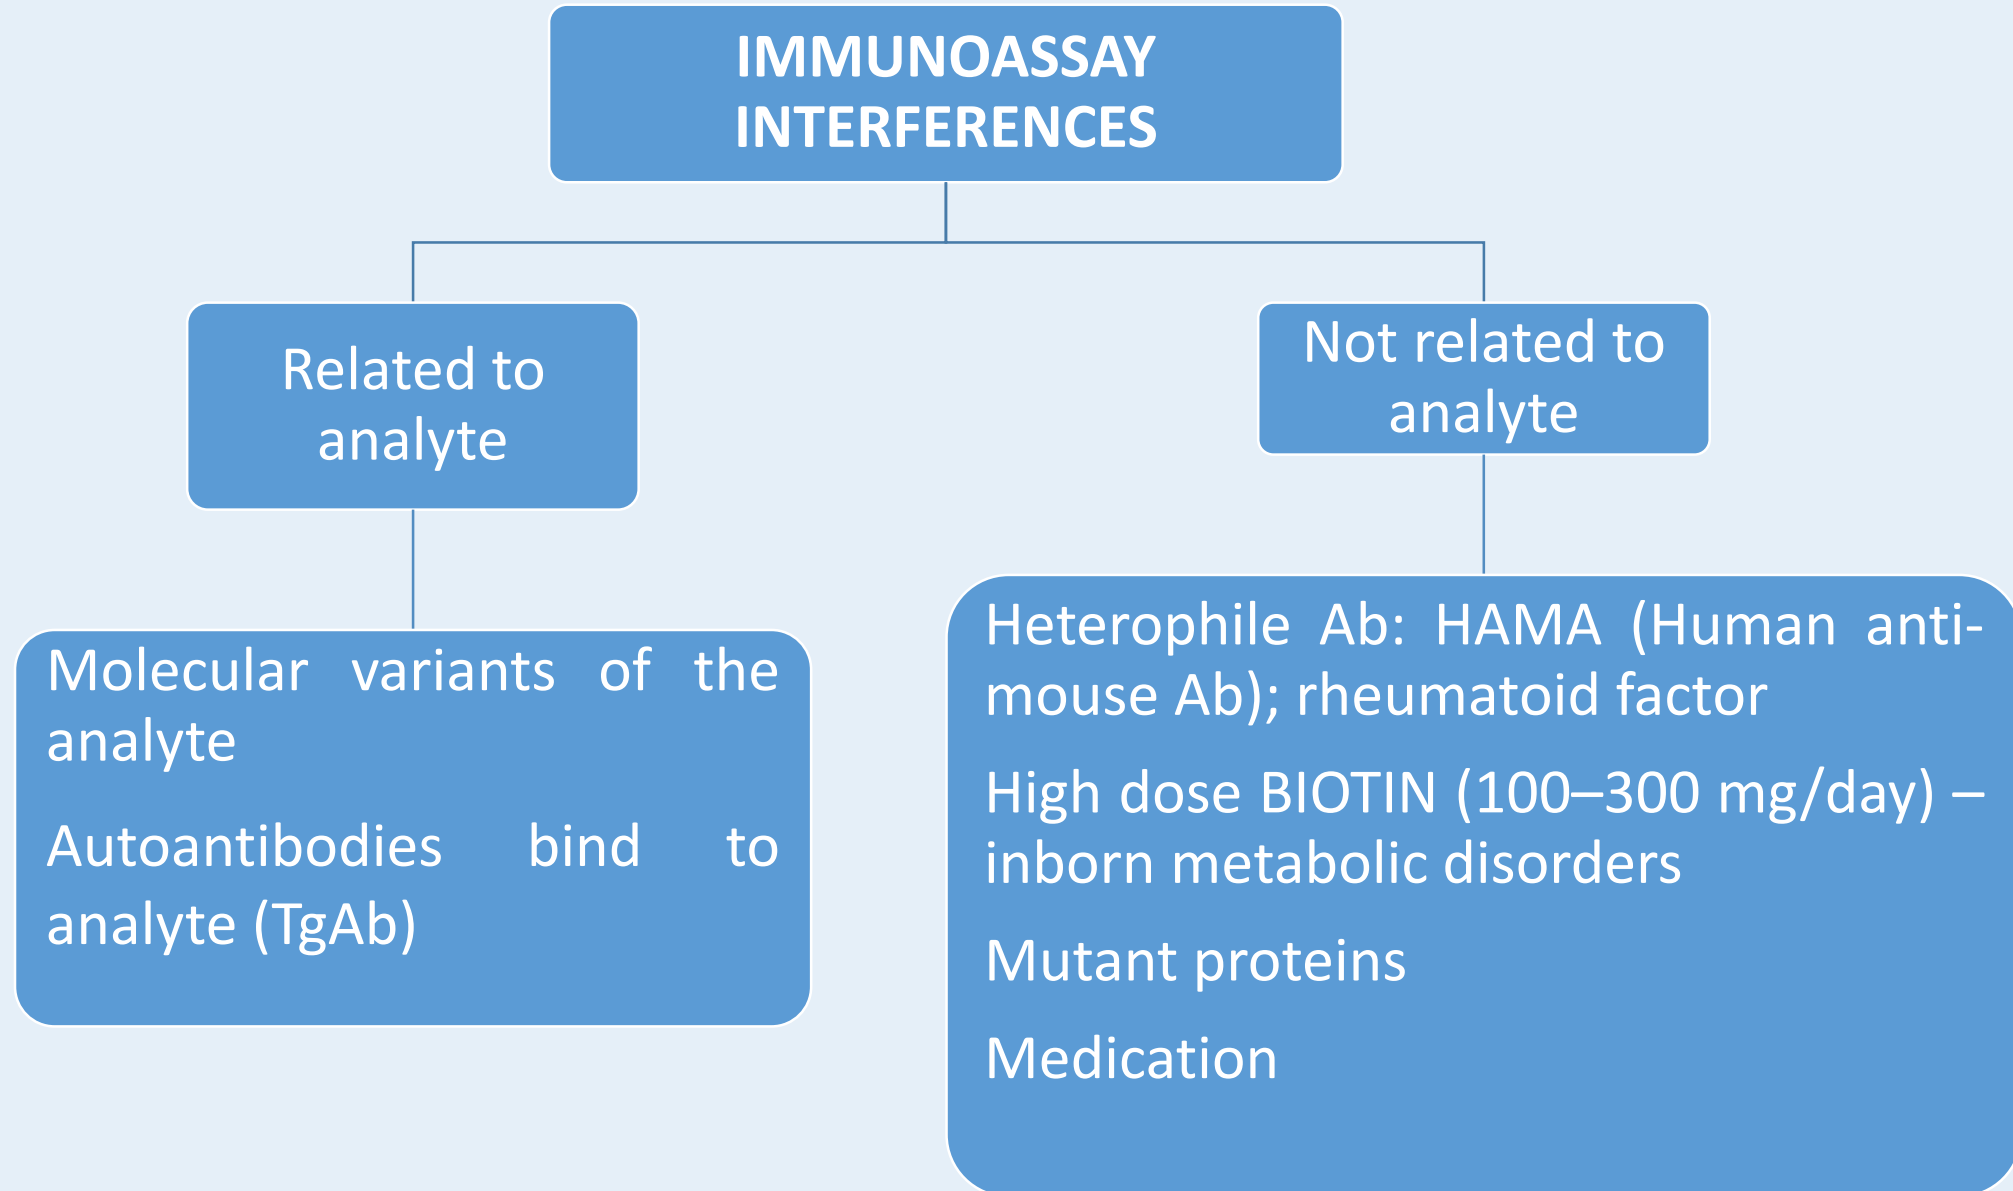 IMMUNOASSAY
INTERFERENCES
Related to
analyte
Not related to
analyte
Molecular variants of the
analyte
Autoantibodies bind to
analyte (TgAb)
Heterophile Ab: HAMA (Human anti-
mouse Ab); rheumatoid factor
High dose BIOTIN (100–300 mg/day) –
inborn metabolic disorders
Mutant proteins
Medication